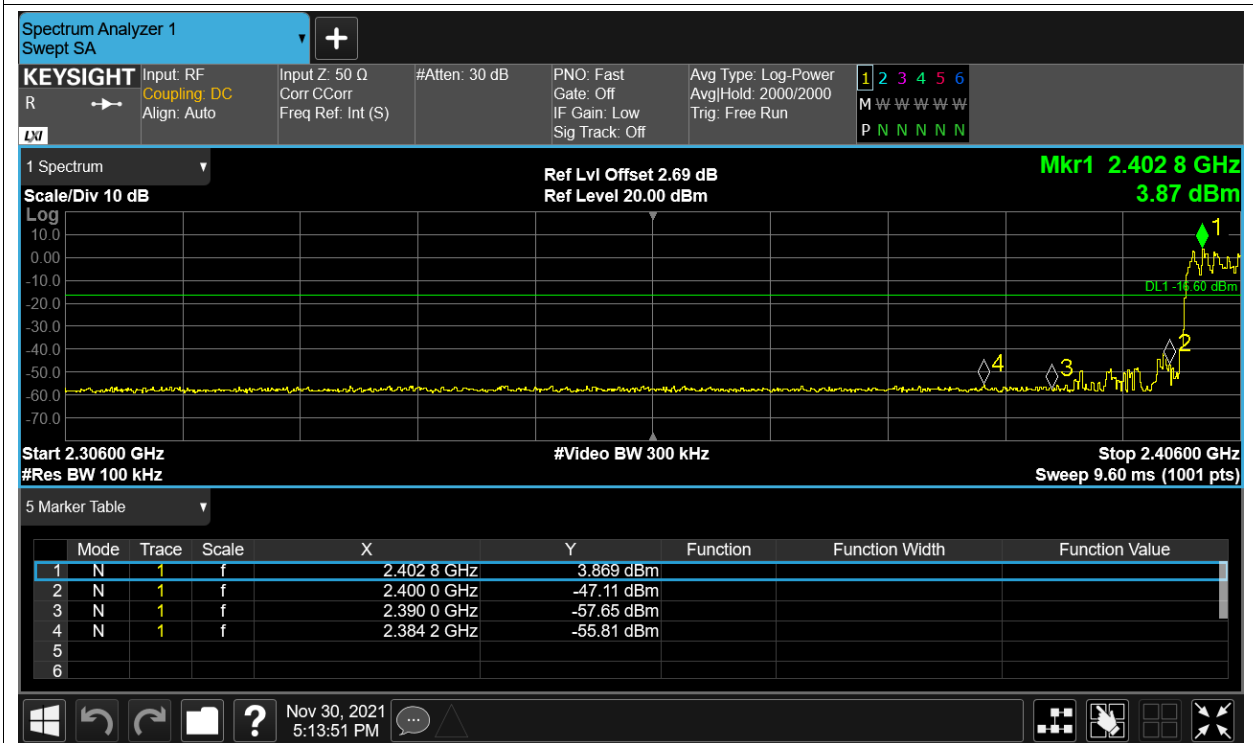 Spectrum Analyzer 1
Swept SA
KEYSIGHT Input: RF Input Z: 50 Ω #Atten: 30 dB PNO: Fast Avg Type: Log-Power 1 2 3 4 5 6
R Coupling: DC Corr CCorr Gate: Off Avg|Hold: 2000/2000 M W W W W W
Align: Auto Freq Ref: Int (S) IF Gain: Low Trig: Free Run
LXI Sig Track: Off P N N N N N
1 Spectrum Ref Lvl Offset 2.69 dB Mkr1 2.402 8 GHz
Scale/Div 10 dB Ref Level 20.00 dBm 3.87 dBm
Log
10.0 1
0.00
-10.0
DL1 -16.60 dBm
-20.0
-30.0
-40.0 2
-50.0 4 3
-60.0
-70.0
Start 2.30600 GHz #Video BW 300 kHz Stop 2.40600 GHz
#Res BW 100 kHz Sweep 9.60 ms (1001 pts)
5 Marker Table
Mode Trace Scale X Y Function Function Width Function Value
1 N 1 f 2.402 8 GHz 3.869 dBm
2 N 1 f 2.400 0 GHz -47.11 dBm
3 N 1 f 2.390 0 GHz -57.65 dBm
4 N 1 f 2.384 2 GHz -55.81 dBm
5
6
? Nov 30, 2021
5:13:51 PM